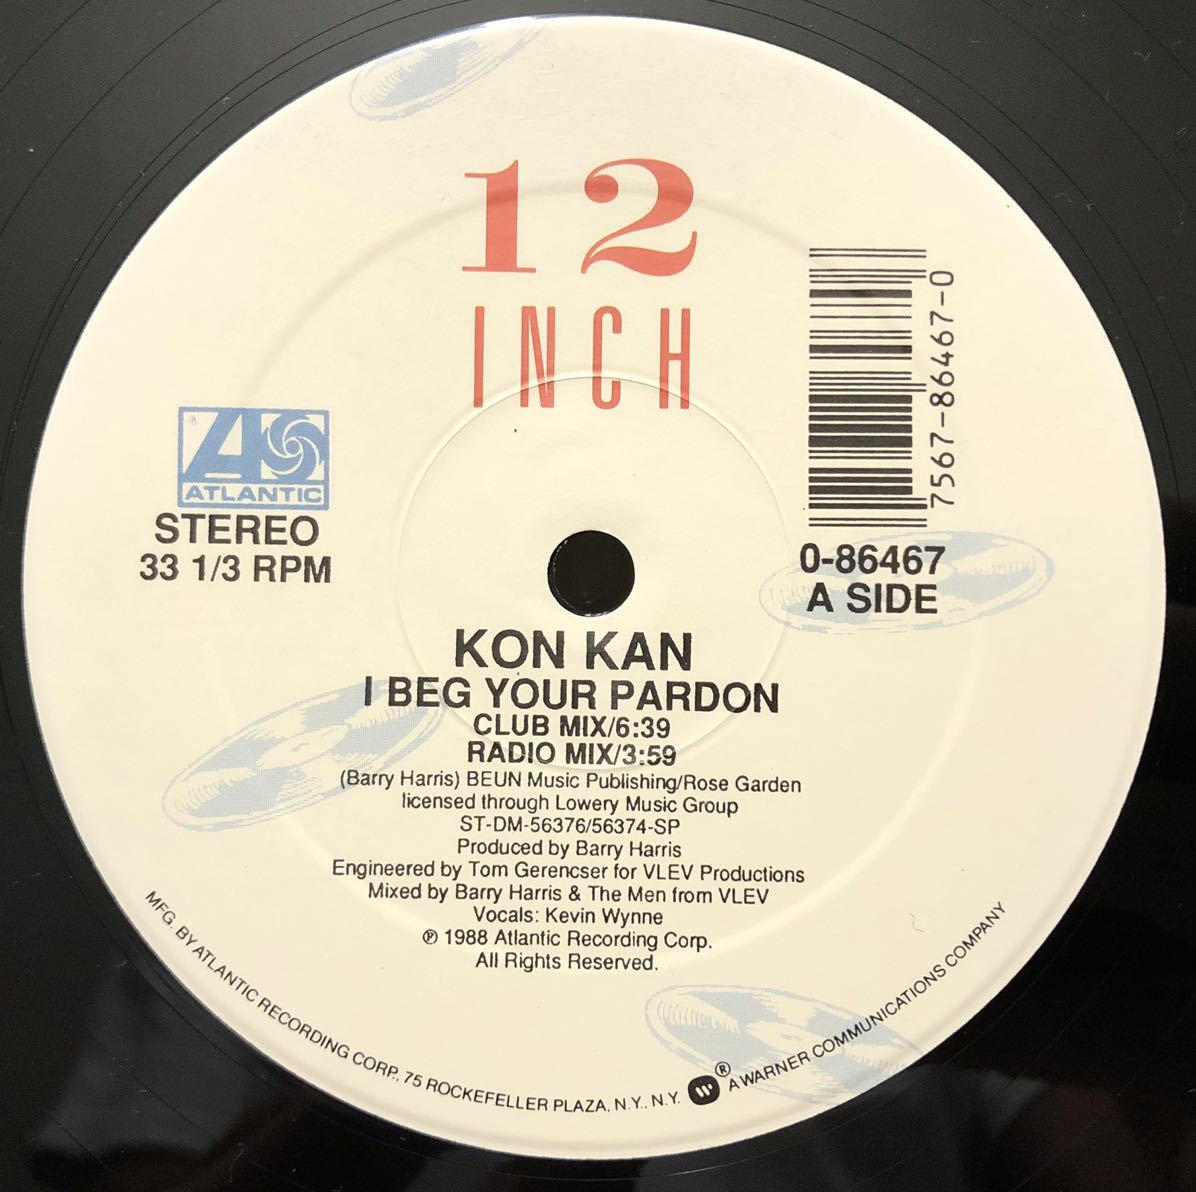 12
INCH
7567-86467-0
ATLANTIC
STEREO
33 1/3 RPM
0-86467
A SIDE
KON KAN
I BEG YOUR PARDON
CLUB MIX/6:39
RADIO MIX/3:59
(Barry Harris) BEUN Music Publishing/Rose Garden
licensed through Lowery Music Group
ST-DM-56376/56374-SP
Produced by Barry Harris
Engineered by Tom Gerencser for VLEV Productions
Mixed by Barry Harris & The Men from VLEV
Vocals: Kevin Wynne
℗ 1988 Atlantic Recording Corp.
All Rights Reserved.
MFG. BY ATLANTIC RECORDING CORP., 75 ROCKEFELLER PLAZA, N.Y., N.Y. ® A WARNER COMMUNICATIONS COMPANY